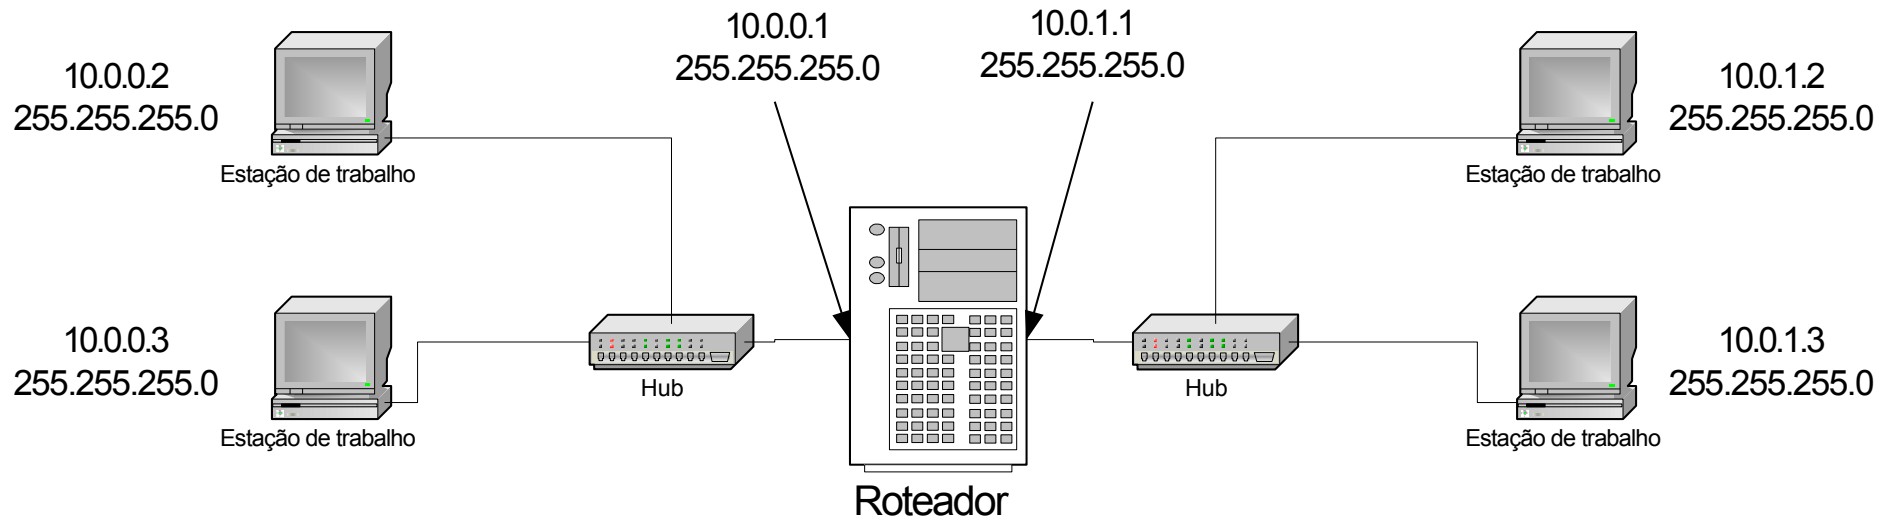 10.0.0.1
255.255.255.0
10.0.1.1
255.255.255.0
10.0.0.2
255.255.255.0
Estação de trabalho
10.0.1.2
255.255.255.0
Estação de trabalho
10.0.0.3
255.255.255.0
Estação de trabalho
Hub
Hub
10.0.1.3
255.255.255.0
Estação de trabalho
Roteador